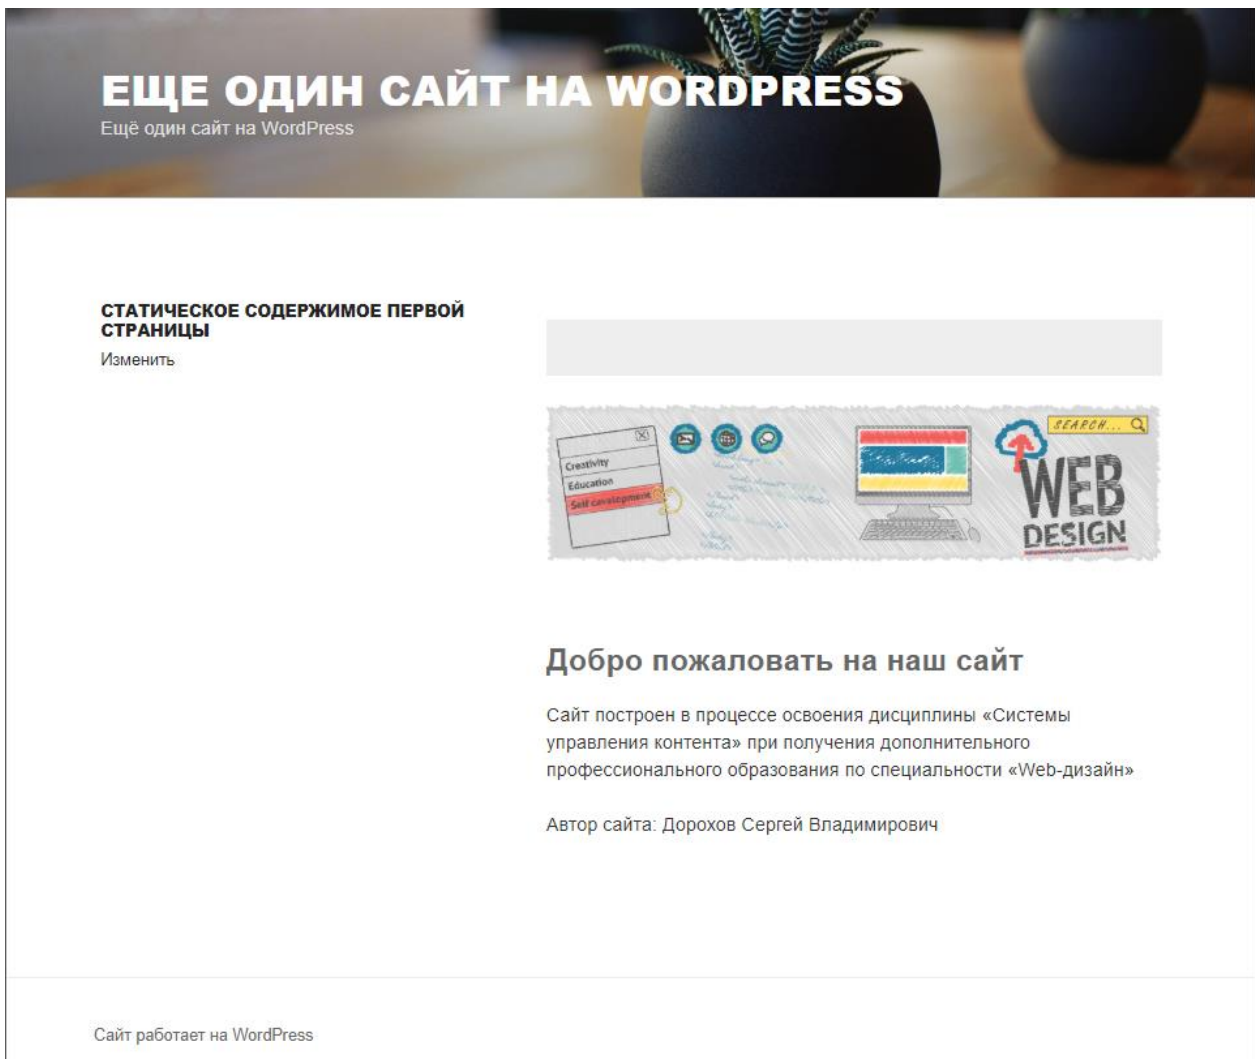 ЕЩЕ ОДИН САЙТ НА WORDPRESS
Ещё один сайт на WordPress
СТАТИЧЕСКОЕ СОДЕРЖИМОЕ ПЕРВОЙ
СТРАНИЦЫ
Изменить
SEARCH...
Creativity
Education
Self development
WEB
DESIGN
Добро пожаловать на наш сайт
Сайт построен в процессе освоения дисциплины «Системы
управления контента» при получения дополнительного
профессионального образования по специальности «Web-дизайн»
Автор сайта: Дорохов Сергей Владимирович
Сайт работает на WordPress